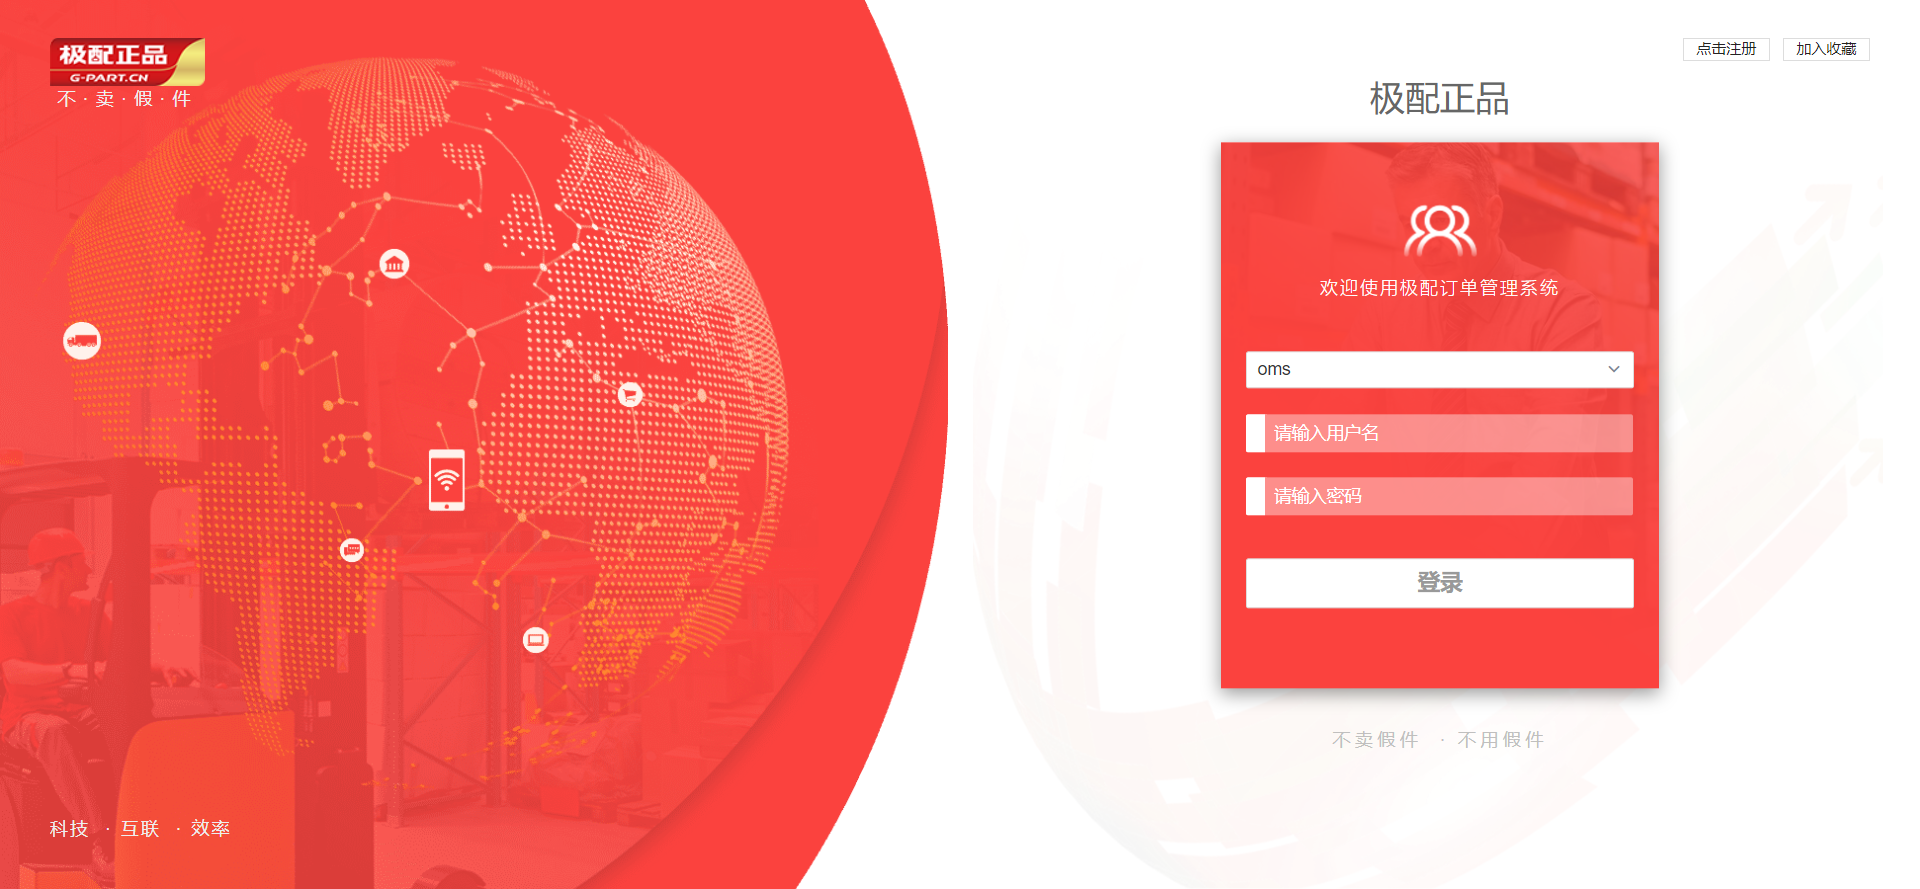 极配正品
G-PART.CN
不·卖·假·件
点击注册
加入收藏
极配正品
欢迎使用极配订单管理系统
oms
请输入用户名
请输入密码
登录
不卖假件 · 不用假件
科技 · 互联 · 效率